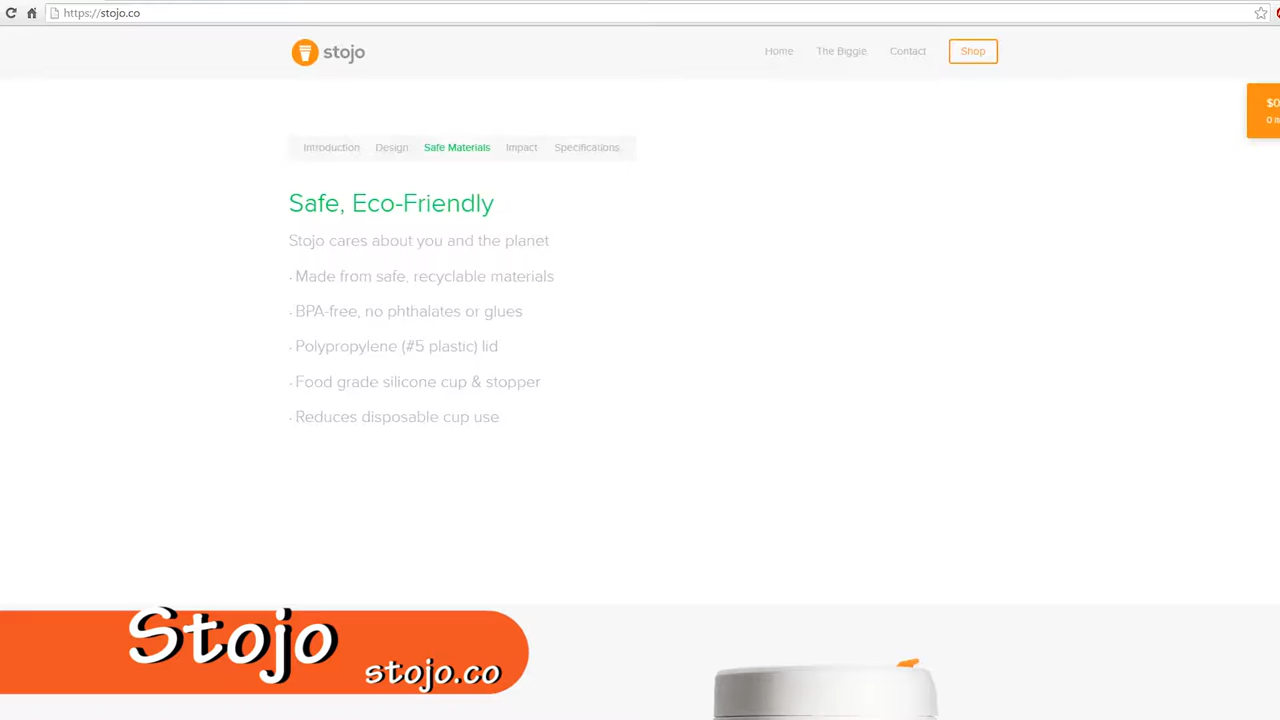 https://stojo.co
stojo
Home The Biggie Contact Shop
$0
0
Introduction Design Safe Materials Impact Specifications
Safe, Eco-Friendly
Stojo cares about you and the planet
· Made from safe, recyclable materials
· BPA-free, no phthalates or glues
· Polypropylene (#5 plastic) lid
· Food grade silicone cup & stopper
· Reduces disposable cup use
Stojo
stojo.co